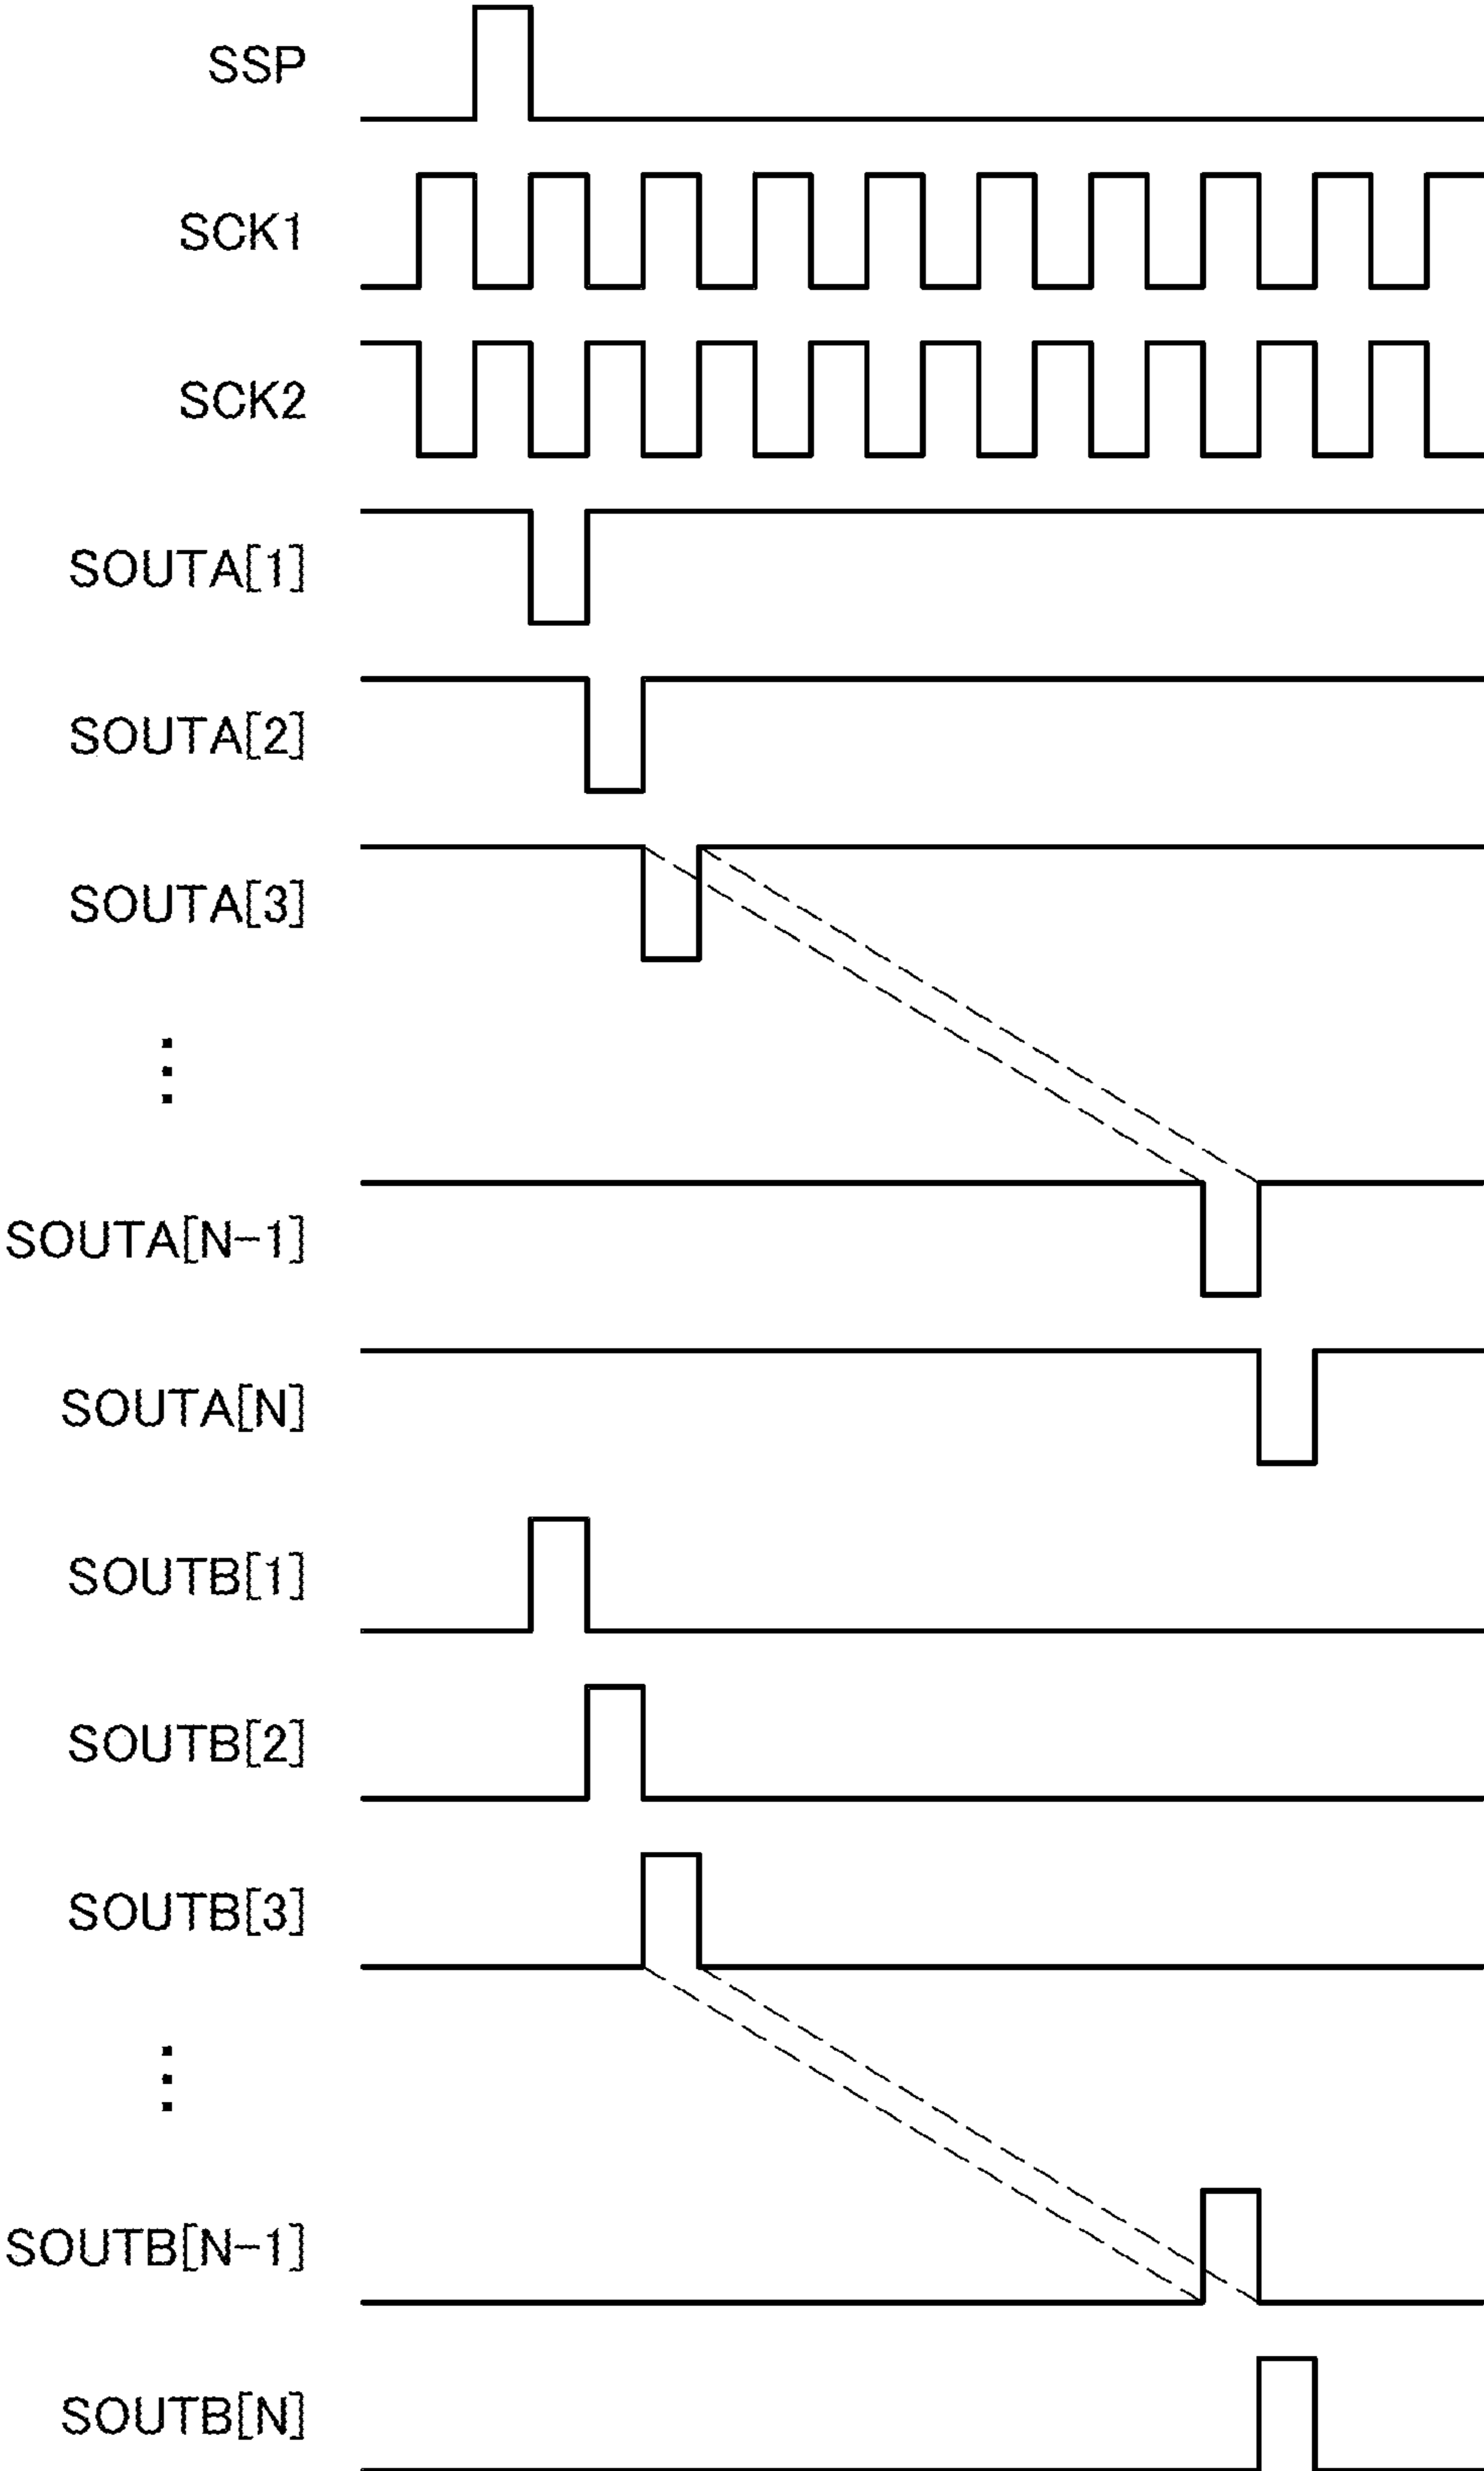 SSP
SCK1
SCK2
SOUTA[1]
SOUTA[2]
SOUTA[3]
⋮
SOUTA[N-1]
SOUTA[N]
SOUTB[1]
SOUTB[2]
SOUTB[3]
⋮
SOUTB[N-1]
SOUTB[N]